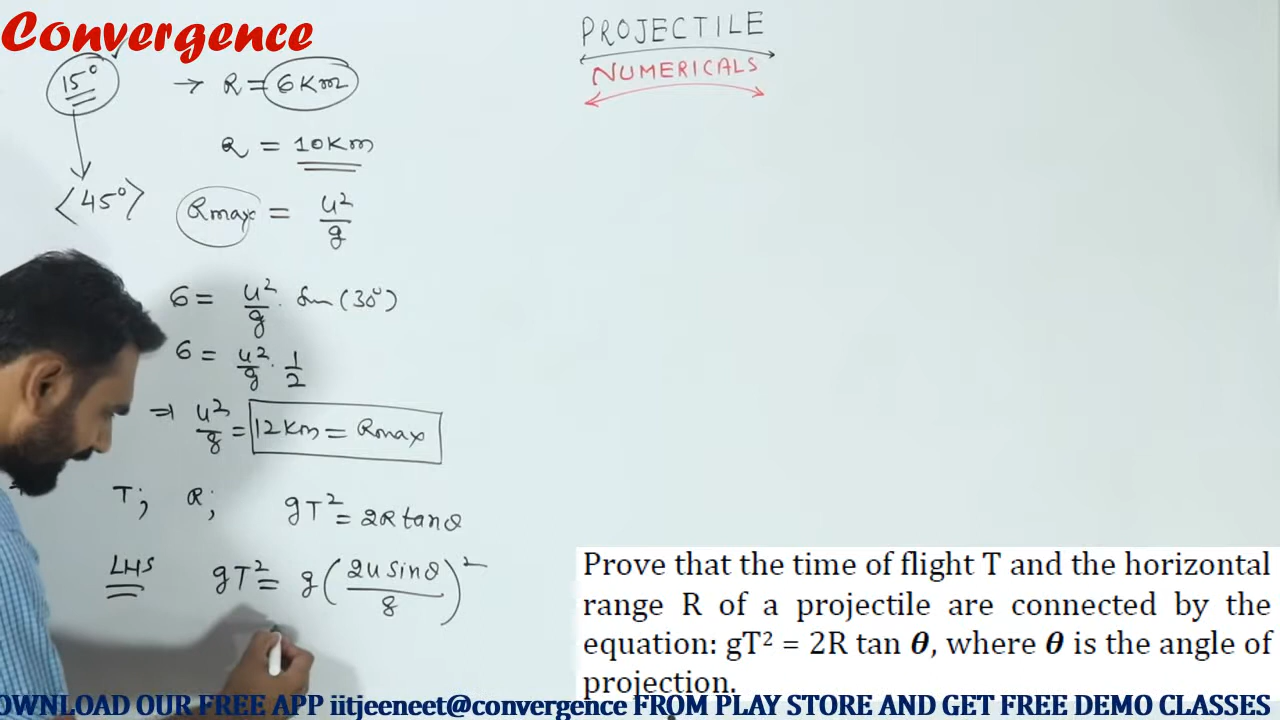 Convergence
PROJECTILE
NUMERICALS
15° → R = 6Km
R = 10Km
45°
Rmax = u²/g
6 = u²/g · Sin(30°)
6 = u²/g · 1/2
⇒ u²/g = 12Km = Rmax
T; R; gT² = 2R tanθ
LHS gT² = g(2u sinθ/g)²
Prove that the time of flight T and the horizontal
range R of a projectile are connected by the
equation: gT² = 2R tan θ, where θ is the angle of
projection.
OWNLOAD OUR FREE APP iitjeeneet@convergence FROM PLAY STORE AND GET FREE DEMO CLASSES